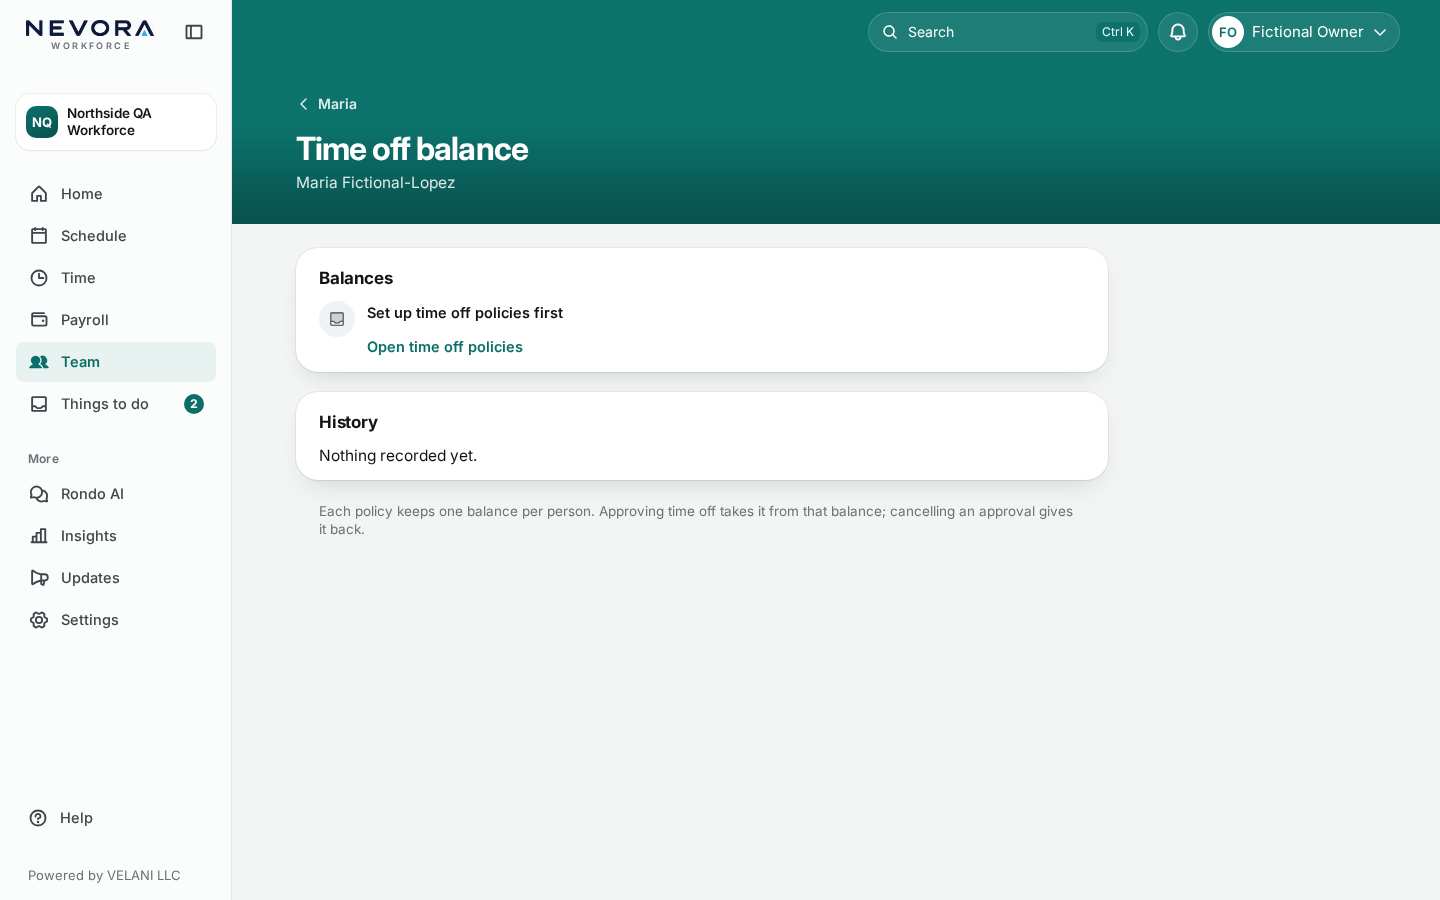 NEVORA
WORKFORCE
Search
Ctrl K
FO
Fictional Owner
NQ
Northside QA
Workforce
Home
Schedule
Time
Payroll
Team
Things to do
2
More
Rondo AI
Insights
Updates
Settings
Help
Powered by VELANI LLC
Maria
Time off balance
Maria Fictional-Lopez
Balances
Set up time off policies first
Open time off policies
History
Nothing recorded yet.
Each policy keeps one balance per person. Approving time off takes it from that balance; cancelling an approval gives
it back.